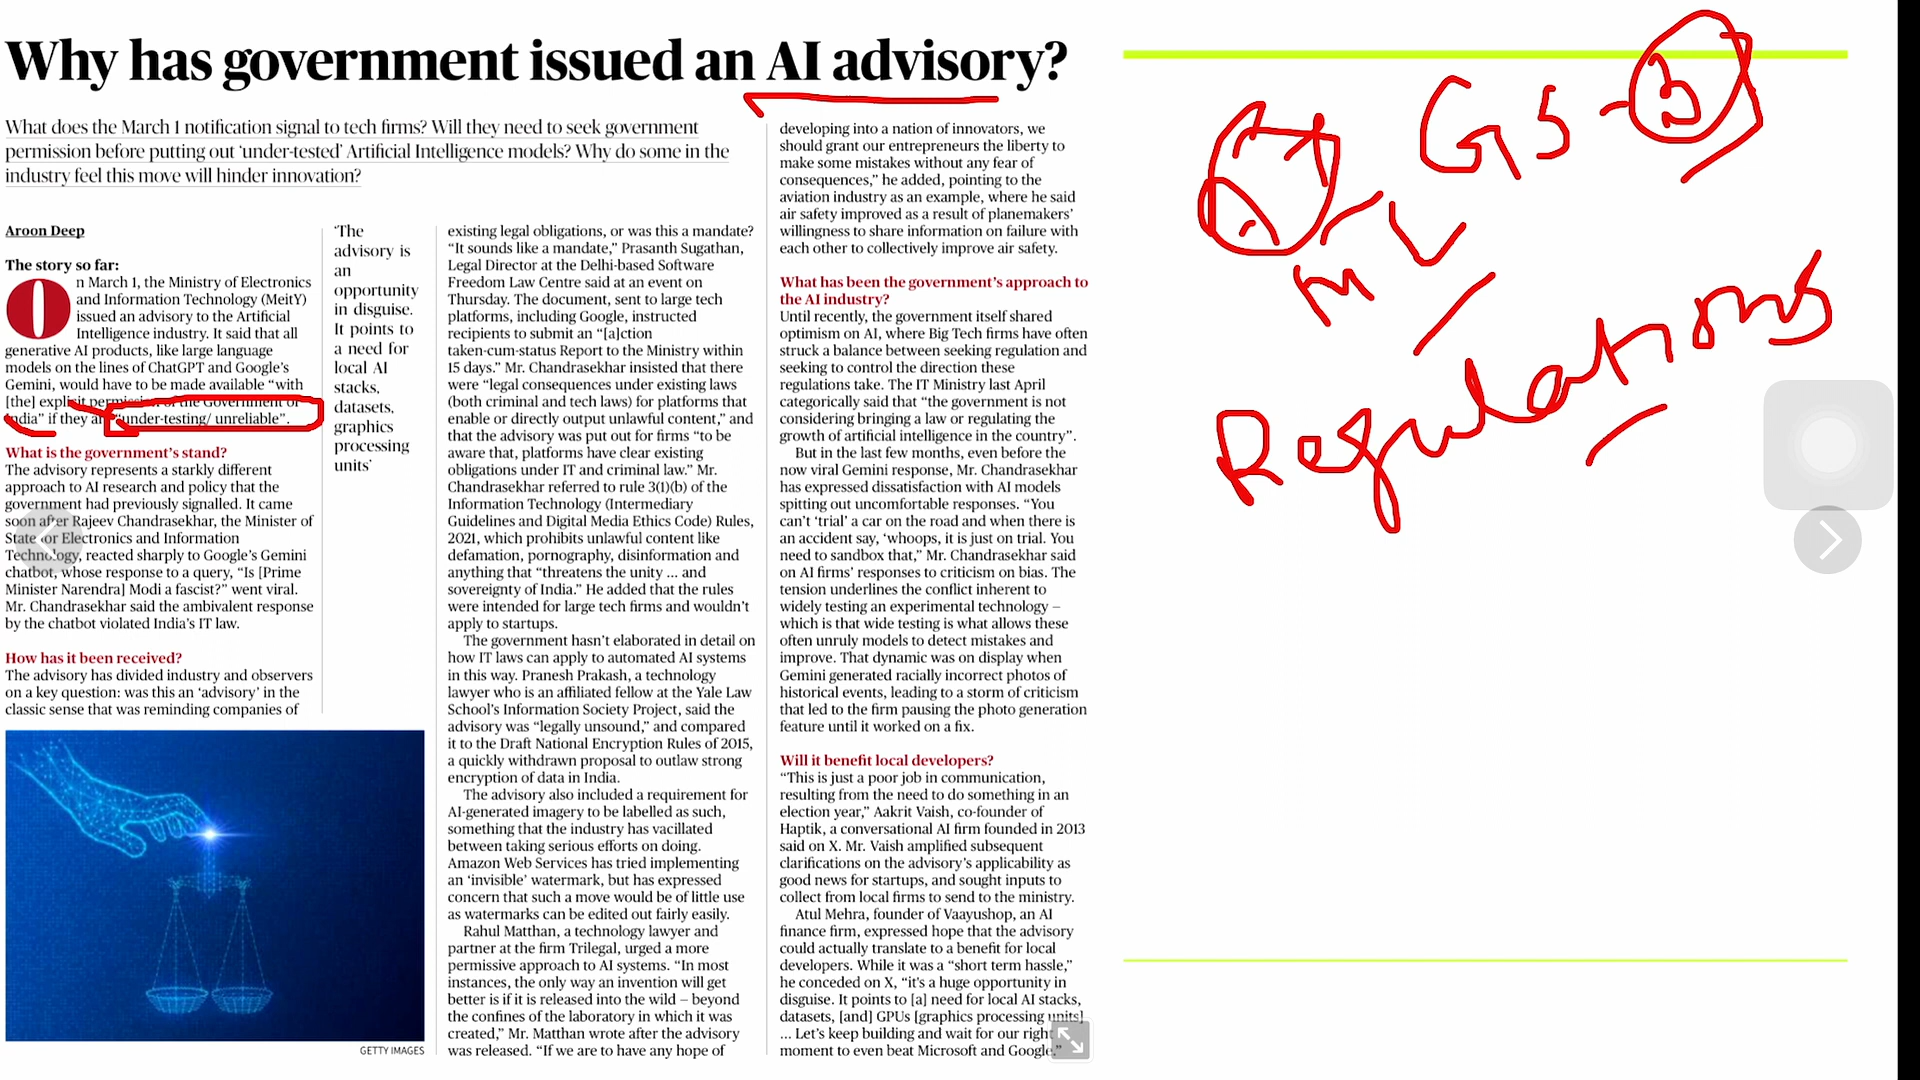 Why has government issued an AI advisory?
What does the March 1 notification signal to tech firms? Will they need to seek government
permission before putting out ‘under-tested’ Artificial Intelligence models? Why do some in the
industry feel this move will hinder innovation?
Aroon Deep
The story so far:
On March 1, the Ministry of Electronics
and Information Technology (MeitY)
issued an advisory to the Artificial
Intelligence industry. It said that all
generative AI products, like large language
models on the lines of ChatGPT and Google’s
Gemini, would have to be made available “with
[the] explicit permission of the Government of
India” if they are “under-testing/ unreliable”.
What is the government’s stand?
The advisory represents a starkly different
approach to AI research and policy that the
government had previously signalled. It came
soon after Rajeev Chandrasekhar, the Minister of
State for Electronics and Information
Technology, reacted sharply to Google’s Gemini
chatbot, whose response to a query, “Is [Prime
Minister Narendra] Modi a fascist?” went viral.
Mr. Chandrasekhar said the ambivalent response
by the chatbot violated India’s IT law.
How has it been received?
The advisory has divided industry and observers
on a key question: was this an ‘advisory’ in the
classic sense that was reminding companies of
‘The
advisory is
an
opportunity
in disguise.
It points to
a need for
local AI
stacks,
datasets,
graphics
processing
units’
GETTY IMAGES
existing legal obligations, or was this a mandate?
“It sounds like a mandate,” Prasanth Sugathan,
Legal Director at the Delhi-based Software
Freedom Law Centre said at an event on
Thursday. The document, sent to large tech
platforms, including Google, instructed
recipients to submit an “[a]ction
taken-cum-status Report to the Ministry within
15 days.” Mr. Chandrasekhar insisted that there
were “legal consequences under existing laws
(both criminal and tech laws) for platforms that
enable or directly output unlawful content,” and
that the advisory was put out for firms “to be
aware that, platforms have clear existing
obligations under IT and criminal law.” Mr.
Chandrasekhar referred to rule 3(1)(b) of the
Information Technology (Intermediary
Guidelines and Digital Media Ethics Code) Rules,
2021, which prohibits unlawful content like
defamation, pornography, disinformation and
anything that “threatens the unity ... and
sovereignty of India.” He added that the rules
were intended for large tech firms and wouldn’t
apply to startups.
The government hasn’t elaborated in detail on
how IT laws can apply to automated AI systems
in this way. Pranesh Prakash, a technology
lawyer who is an affiliated fellow at the Yale Law
School’s Information Society Project, said the
advisory was “legally unsound,” and compared
it to the Draft National Encryption Rules of 2015,
a quickly withdrawn proposal to outlaw strong
encryption of data in India.
The advisory also included a requirement for
AI-generated imagery to be labelled as such,
something that the industry has vacillated
between taking serious efforts on doing.
Amazon Web Services has tried implementing
an ‘invisible’ watermark, but has expressed
concern that such a move would be of little use
as watermarks can be edited out fairly easily.
Rahul Matthan, a technology lawyer and
partner at the firm Trilegal, urged a more
permissive approach to AI systems. “In most
instances, the only way an invention will get
better is if it is released into the wild – beyond
the confines of the laboratory in which it was
created,” Mr. Matthan wrote after the advisory
was released. “If we are to have any hope of
developing into a nation of innovators, we
should grant our entrepreneurs the liberty to
make some mistakes without any fear of
consequences,” he added, pointing to the
aviation industry as an example, where he said
air safety improved as a result of planemakers’
willingness to share information on failure with
each other to collectively improve air safety.
What has been the government’s approach to
the AI industry?
Until recently, the government itself shared
optimism on AI, where Big Tech firms have often
struck a balance between seeking regulation and
seeking to control the direction these
regulations take. The IT Ministry last April
categorically said that “the government is not
considering bringing a law or regulating the
growth of artificial intelligence in the country”.
But in the last few months, even before the
now viral Gemini response, Mr. Chandrasekhar
has expressed dissatisfaction with AI models
spitting out uncomfortable responses. “You
can’t ‘trial’ a car on the road and when there is
an accident say, ‘whoops, it is just on trial. You
need to sandbox that,” Mr. Chandrasekhar said
on AI firms’ responses to criticism on bias. The
tension underlines the conflict inherent to
widely testing an experimental technology –
which is that wide testing is what allows these
often unruly models to detect mistakes and
improve. That dynamic was on display when
Gemini generated racially incorrect photos of
historical events, leading to a storm of criticism
that led to the firm pausing the photo generation
feature until it worked on a fix.
Will it benefit local developers?
“This is just a poor job in communication,
resulting from the need to do something in an
election year,” Aakrit Vaish, co-founder of
Haptik, a conversational AI firm founded in 2013
said on X. Mr. Vaish amplified subsequent
clarifications on the advisory’s applicability as
good news for startups, and sought inputs to
collect from local firms to send to the ministry.
Atul Mehra, founder of Vaayushop, an AI
finance firm, expressed hope that the advisory
could actually translate to a benefit for local
developers. While it was a “short term hassle,”
he conceded on X, “it’s a huge opportunity in
disguise. It points to [a] need for local AI stacks,
datasets, [and] GPUs [graphics processing units]
... Let’s keep building and wait for our right
moment to even beat Microsoft and Google.”
GS-3
ML
Regulations